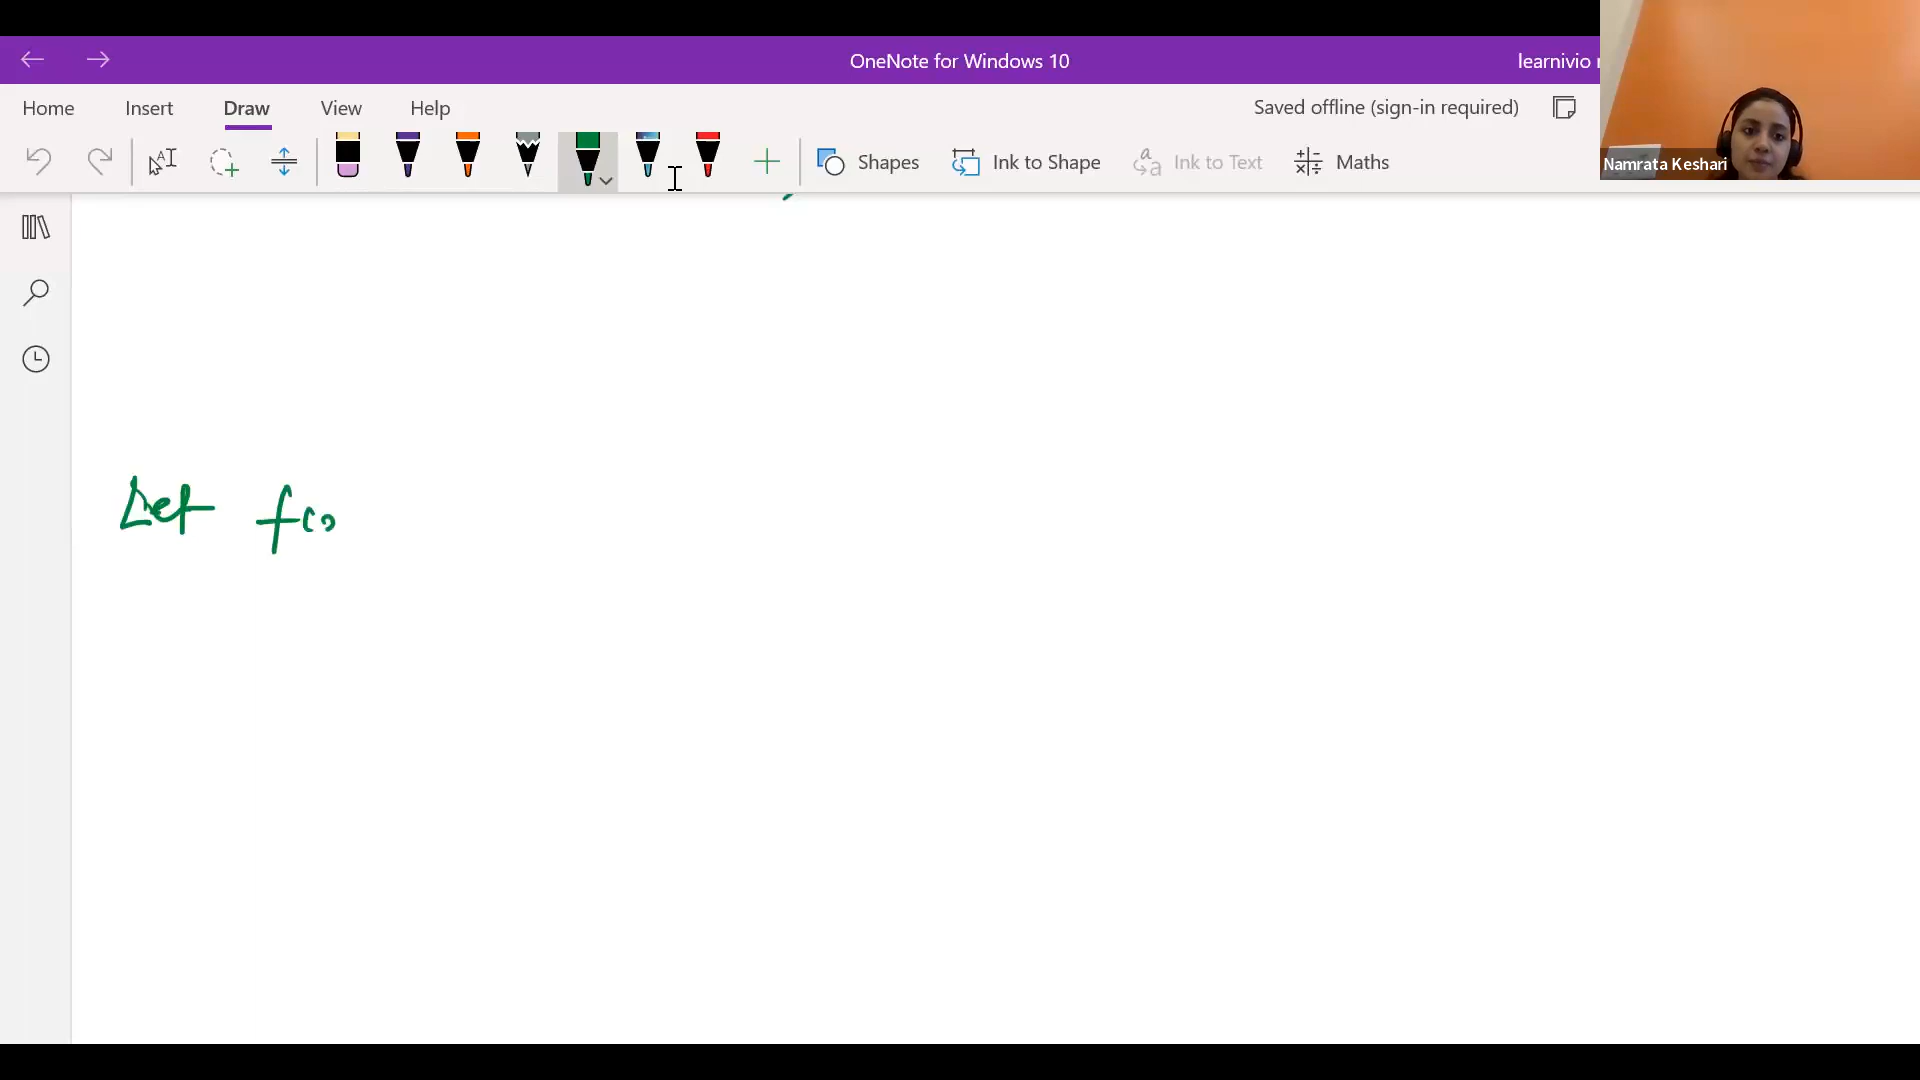 OneNote for Windows 10
learnivio
Home Insert Draw View Help
Saved offline (sign-in required)
Shapes Ink to Shape Ink to Text Maths
Namrata Keshari
Let f(